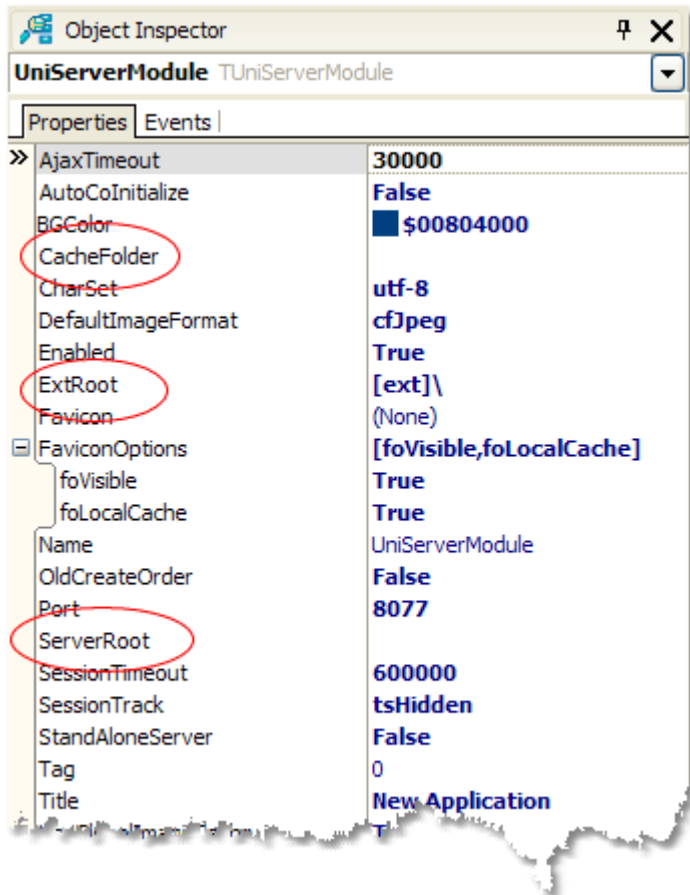 Object Inspector
UniServerModule TUniServerModule
Properties Events
AjaxTimeout 30000
AutoCoInitialize False
BGColor $00804000
CacheFolder
CharSet utf-8
DefaultImageFormat cfJpeg
Enabled True
ExtRoot [ext]\
Favicon (None)
FaviconOptions [foVisible,foLocalCache]
foVisible True
foLocalCache True
Name UniServerModule
OldCreateOrder False
Port 8077
ServerRoot
SessionTimeout 600000
SessionTrack tsHidden
StandAloneServer False
Tag 0
Title New Application